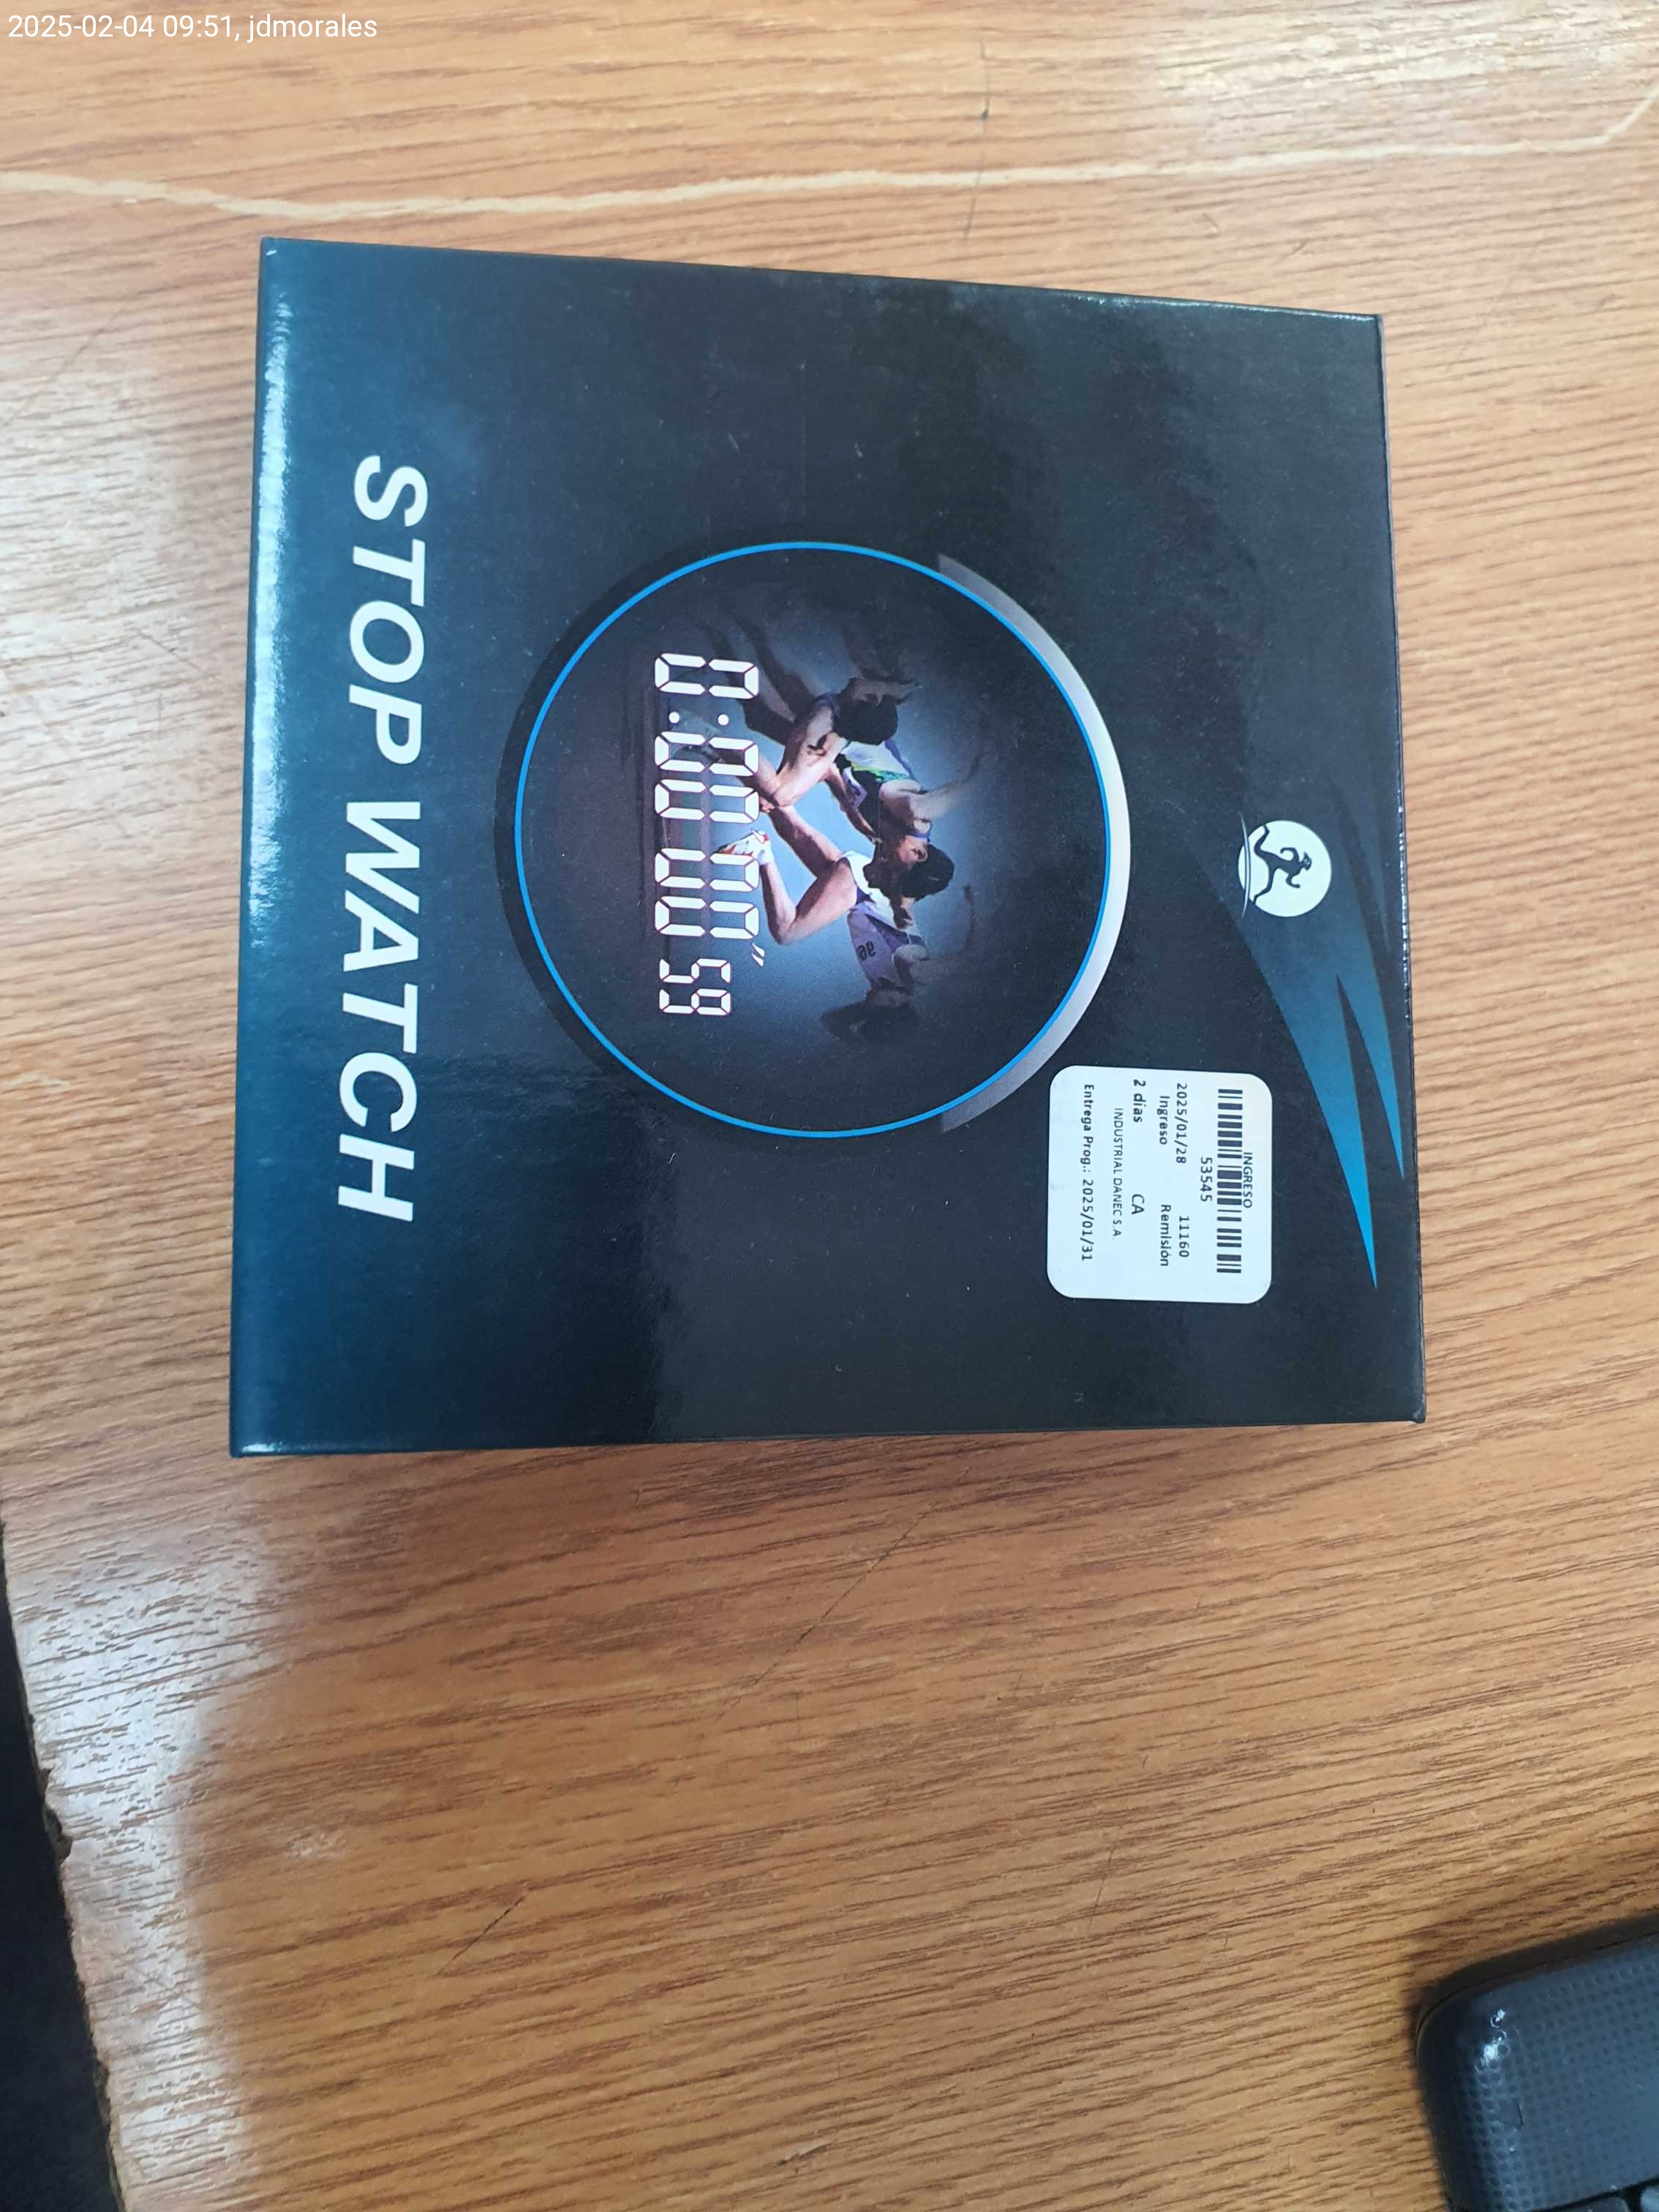 2025-02-04 09:51, jdmorales
INGRESO
53545
2025/01/28 11160
Ingreso Remisión
2 días CA
INDUSTRIAL DANEC S.A.
Entrega Prog.: 2025/01/31
0:00 00" 59
STOP WATCH